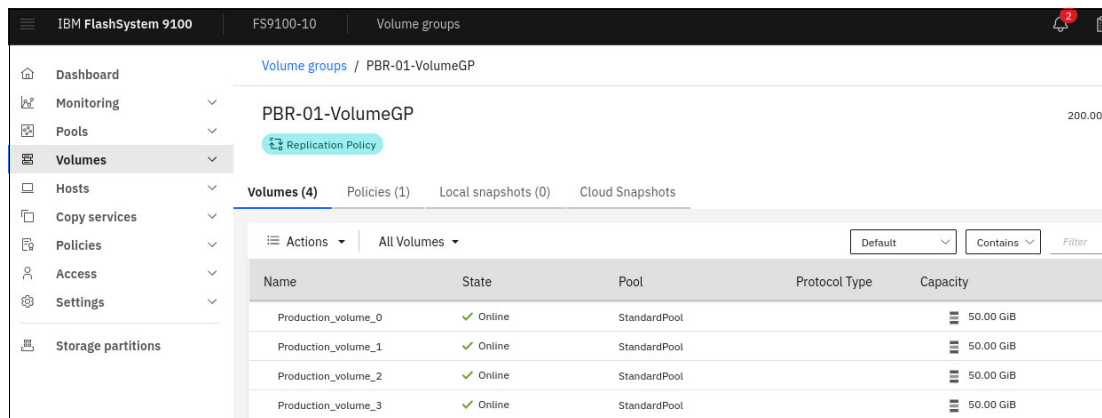 IBM FlashSystem 9100 FS9100-10 Volume groups 2
Dashboard
Monitoring
Pools
Volumes
Hosts
Copy services
Policies
Access
Settings
Storage partitions
Volume groups / PBR-01-VolumeGP
PBR-01-VolumeGP
200.00
Replication Policy
Volumes (4) Policies (1) Local snapshots (0) Cloud Snapshots
Actions All Volumes Default Contains Filter
Name State Pool Protocol Type Capacity
Production_volume_0 Online StandardPool 50.00 GiB
Production_volume_1 Online StandardPool 50.00 GiB
Production_volume_2 Online StandardPool 50.00 GiB
Production_volume_3 Online StandardPool 50.00 GiB